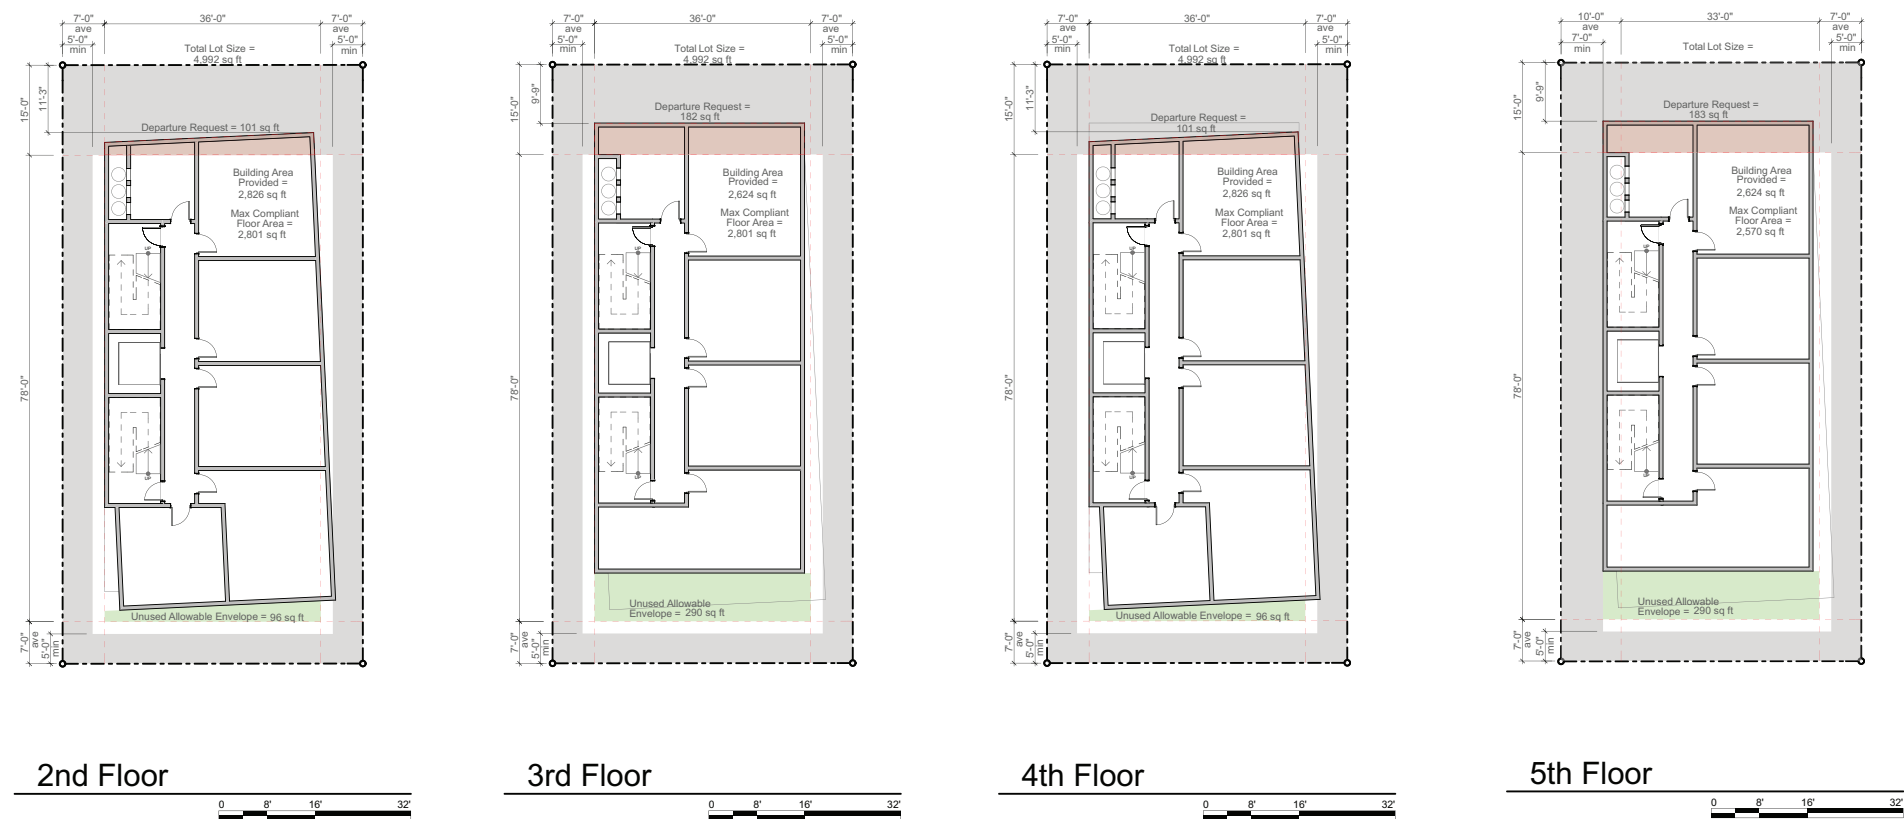 7'-0" 36'-0" 7'-0"
ave ave
5'-0" 5'-0"
min min
Total Lot Size =
4,992 sq ft
15'-0"
11'-3"
Departure Request = 101 sq ft
Building Area
Provided =
2,826 sq ft
Max Compliant
Floor Area =
2,801 sq ft
UP
78'-0"
UP
Unused Allowable Envelope = 96 sq ft
7'-0"
ave
5'-0"
min
2nd Floor
0 8' 16' 32'
7'-0" 36'-0" 7'-0"
ave ave
5'-0" 5'-0"
min min
Total Lot Size =
4,992 sq ft
15'-0"
9'-9"
Departure Request =
182 sq ft
Building Area
Provided =
2,624 sq ft
Max Compliant
Floor Area =
2,801 sq ft
UP
78'-0"
UP
Unused Allowable
Envelope = 290 sq ft
7'-0"
ave
5'-0"
min
3rd Floor
0 8' 16' 32'
7'-0" 36'-0" 7'-0"
ave ave
5'-0" 5'-0"
min min
Total Lot Size =
4,992 sq ft
15'-0"
11'-3"
Departure Request =
101 sq ft
Building Area
Provided =
2,826 sq ft
Max Compliant
Floor Area =
2,801 sq ft
UP
78'-0"
UP
Unused Allowable Envelope = 96 sq ft
7'-0"
ave
5'-0"
min
4th Floor
0 8' 16' 32'
10'-0" 33'-0" 7'-0"
ave ave
7'-0" 5'-0"
min min
Total Lot Size =
15'-0"
9'-9"
Departure Request =
183 sq ft
Building Area
Provided =
2,624 sq ft
Max Compliant
Floor Area =
2,570 sq ft
UP
78'-0"
UP
Unused Allowable
Envelope = 290 sq ft
7'-0"
ave
5'-0"
min
5th Floor
0 8' 16' 32'